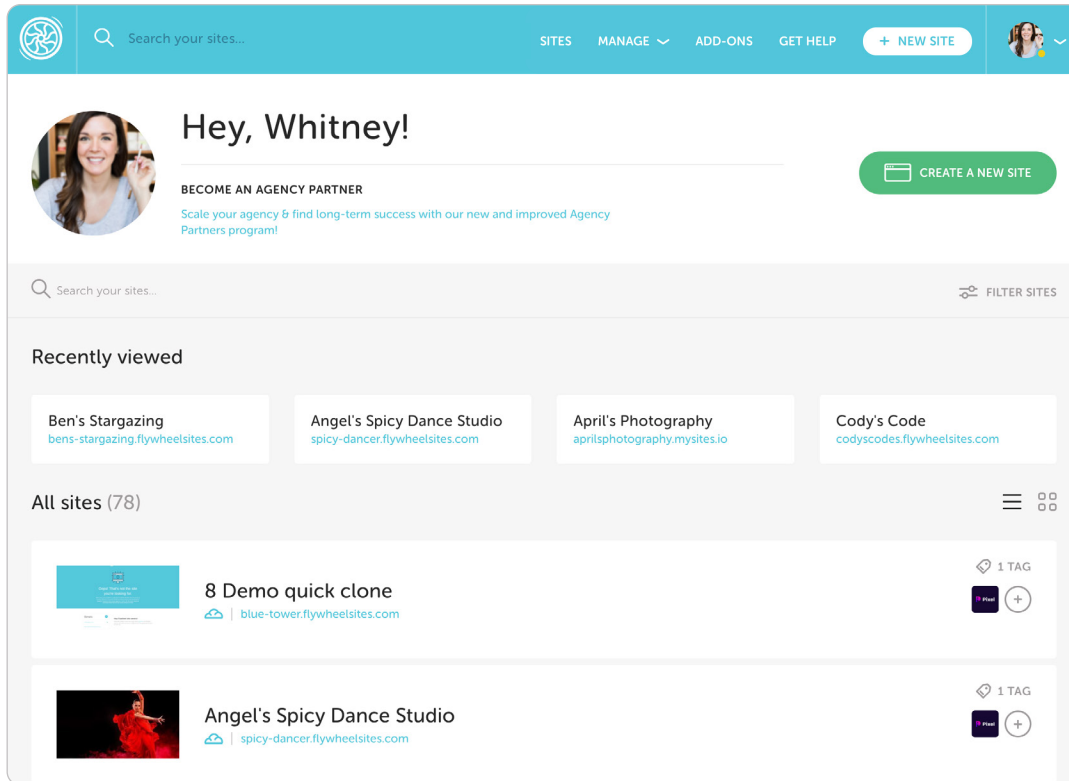 Search your sites...
SITES
MANAGE
ADD-ONS
GET HELP
+ NEW SITE
Hey, Whitney!
BECOME AN AGENCY PARTNER
Scale your agency & find long-term success with our new and improved Agency
Partners program!
CREATE A NEW SITE
Search your sites...
FILTER SITES
Recently viewed
Ben's Stargazing
bens-stargazing.flywheelsites.com
Angel's Spicy Dance Studio
spicy-dancer.flywheelsites.com
April's Photography
aprilsphotography.mysites.io
Cody's Code
codyscodes.flywheelsites.com
All sites (78)
8 Demo quick clone
blue-tower.flywheelsites.com
1 TAG
Pixel
Angel's Spicy Dance Studio
spicy-dancer.flywheelsites.com
1 TAG
Pixel